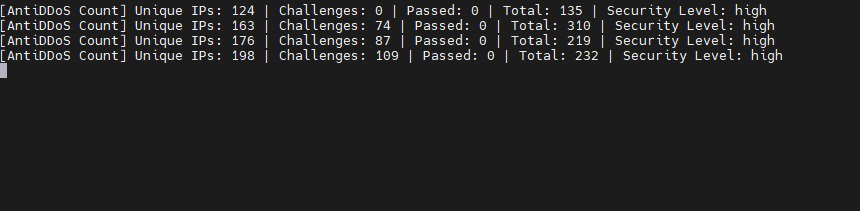 [AntiDDoS Count] Unique IPs: 124 | Challenges: 0 | Passed: 0 | Total: 135 | Security Level: high
[AntiDDoS Count] Unique IPs: 163 | Challenges: 74 | Passed: 0 | Total: 310 | Security Level: high
[AntiDDoS Count] Unique IPs: 176 | Challenges: 87 | Passed: 0 | Total: 219 | Security Level: high
[AntiDDoS Count] Unique IPs: 198 | Challenges: 109 | Passed: 0 | Total: 232 | Security Level: high